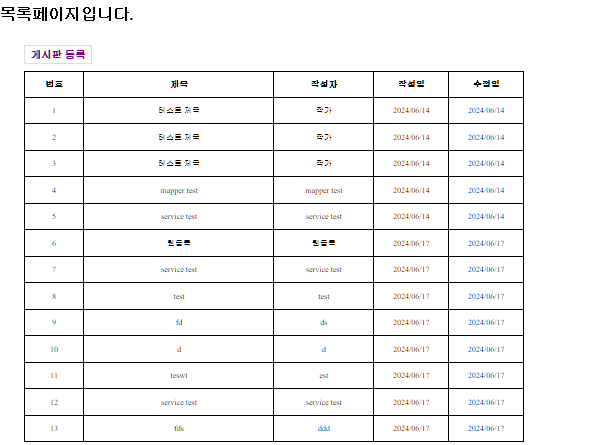 목록페이지입니다.
게시판 등록
번호 제목 작성자 작성일 수정일
1 테스트 제목 작가 2024/06/14 2024/06/14
2 테스트 제목 작가 2024/06/14 2024/06/14
3 테스트 제목 작가 2024/06/14 2024/06/14
4 mapper test mapper test 2024/06/14 2024/06/14
5 service test service test 2024/06/14 2024/06/14
6 웹등록 웹등록 2024/06/17 2024/06/17
7 service test service test 2024/06/17 2024/06/17
8 test test 2024/06/17 2024/06/17
9 fd ds 2024/06/17 2024/06/17
10 d d 2024/06/17 2024/06/17
11 teswt est 2024/06/17 2024/06/17
12 service test service test 2024/06/17 2024/06/17
13 fds ddd 2024/06/17 2024/06/17